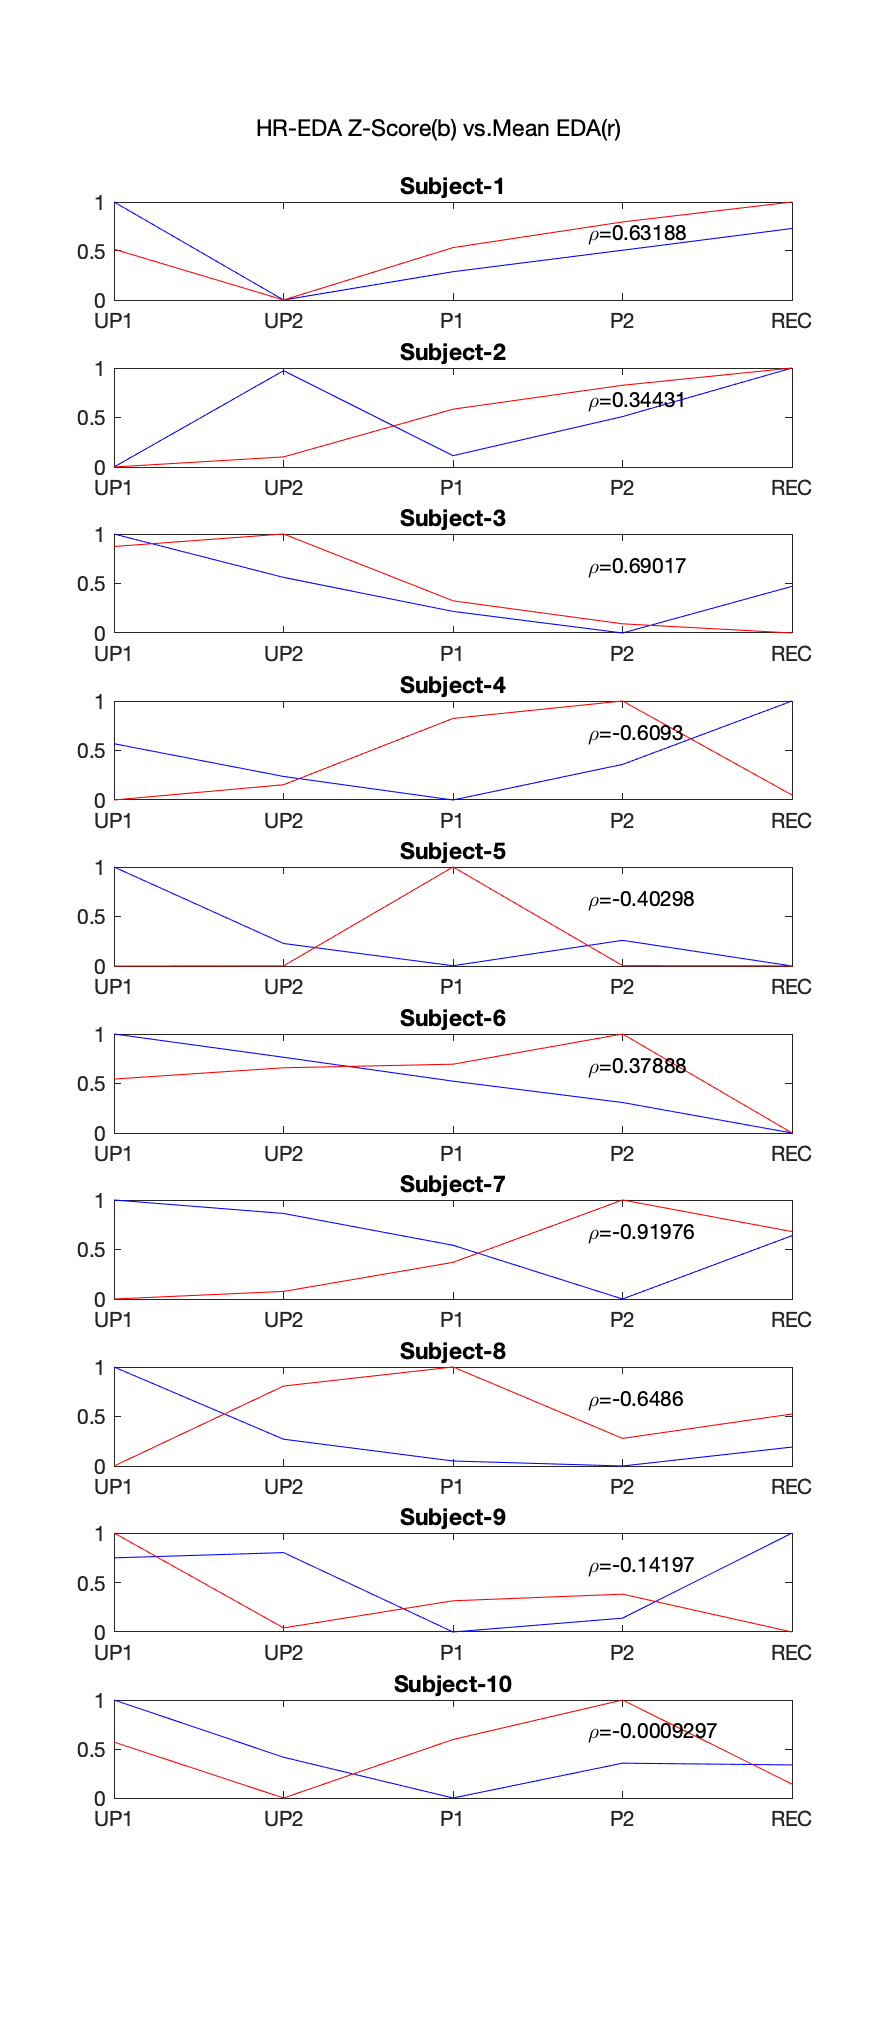 HR-EDA Z-Score(b) vs.Mean EDA(r)
Subject-1
1
ρ=0.63188
0.5
0
UP1 UP2 P1 P2 REC
Subject-2
1
ρ=0.34431
0.5
0
UP1 UP2 P1 P2 REC
Subject-3
1
ρ=0.69017
0.5
0
UP1 UP2 P1 P2 REC
Subject-4
1
ρ=-0.6093
0.5
0
UP1 UP2 P1 P2 REC
Subject-5
1
ρ=-0.40298
0.5
0
UP1 UP2 P1 P2 REC
Subject-6
1
ρ=0.37888
0.5
0
UP1 UP2 P1 P2 REC
Subject-7
1
ρ=-0.91976
0.5
0
UP1 UP2 P1 P2 REC
Subject-8
1
ρ=-0.6486
0.5
0
UP1 UP2 P1 P2 REC
Subject-9
1
ρ=-0.14197
0.5
0
UP1 UP2 P1 P2 REC
Subject-10
1
ρ=-0.0009297
0.5
0
UP1 UP2 P1 P2 REC